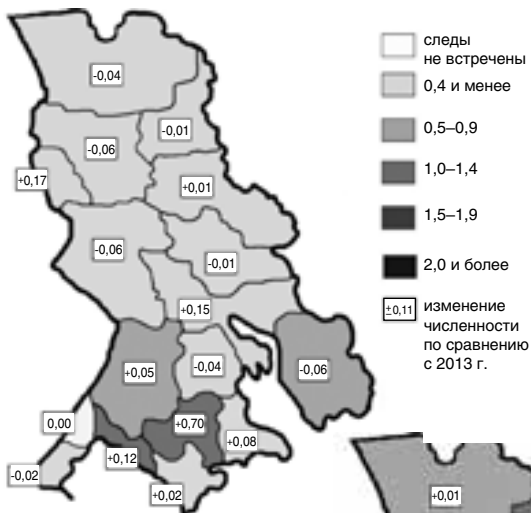 следы
не встречены
0,4 и менее
0,5–0,9
1,0–1,4
1,5–1,9
2,0 и более
±0,11
изменение
численности
по сравнению
с 2013 г.
-0,04
-0,01
-0,06
+0,17
+0,01
-0,06
-0,01
+0,15
+0,05
-0,04
-0,06
0,00
+0,70
+0,08
+0,12
-0,02
+0,02
+0,01